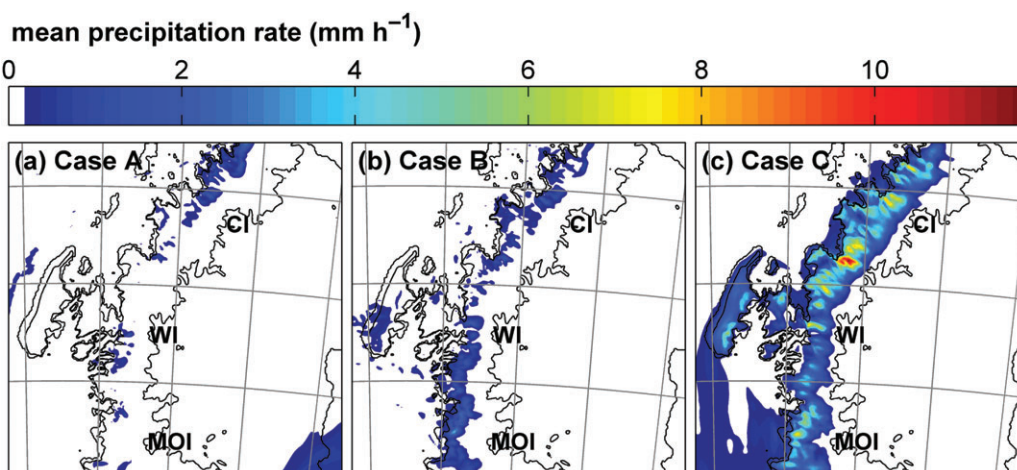 mean precipitation rate (mm h⁻¹)
0 2 4 6 8 10
(a) Case A (b) Case B (c) Case C
CI CI CI
WI WI WI
MOI MOI MOI